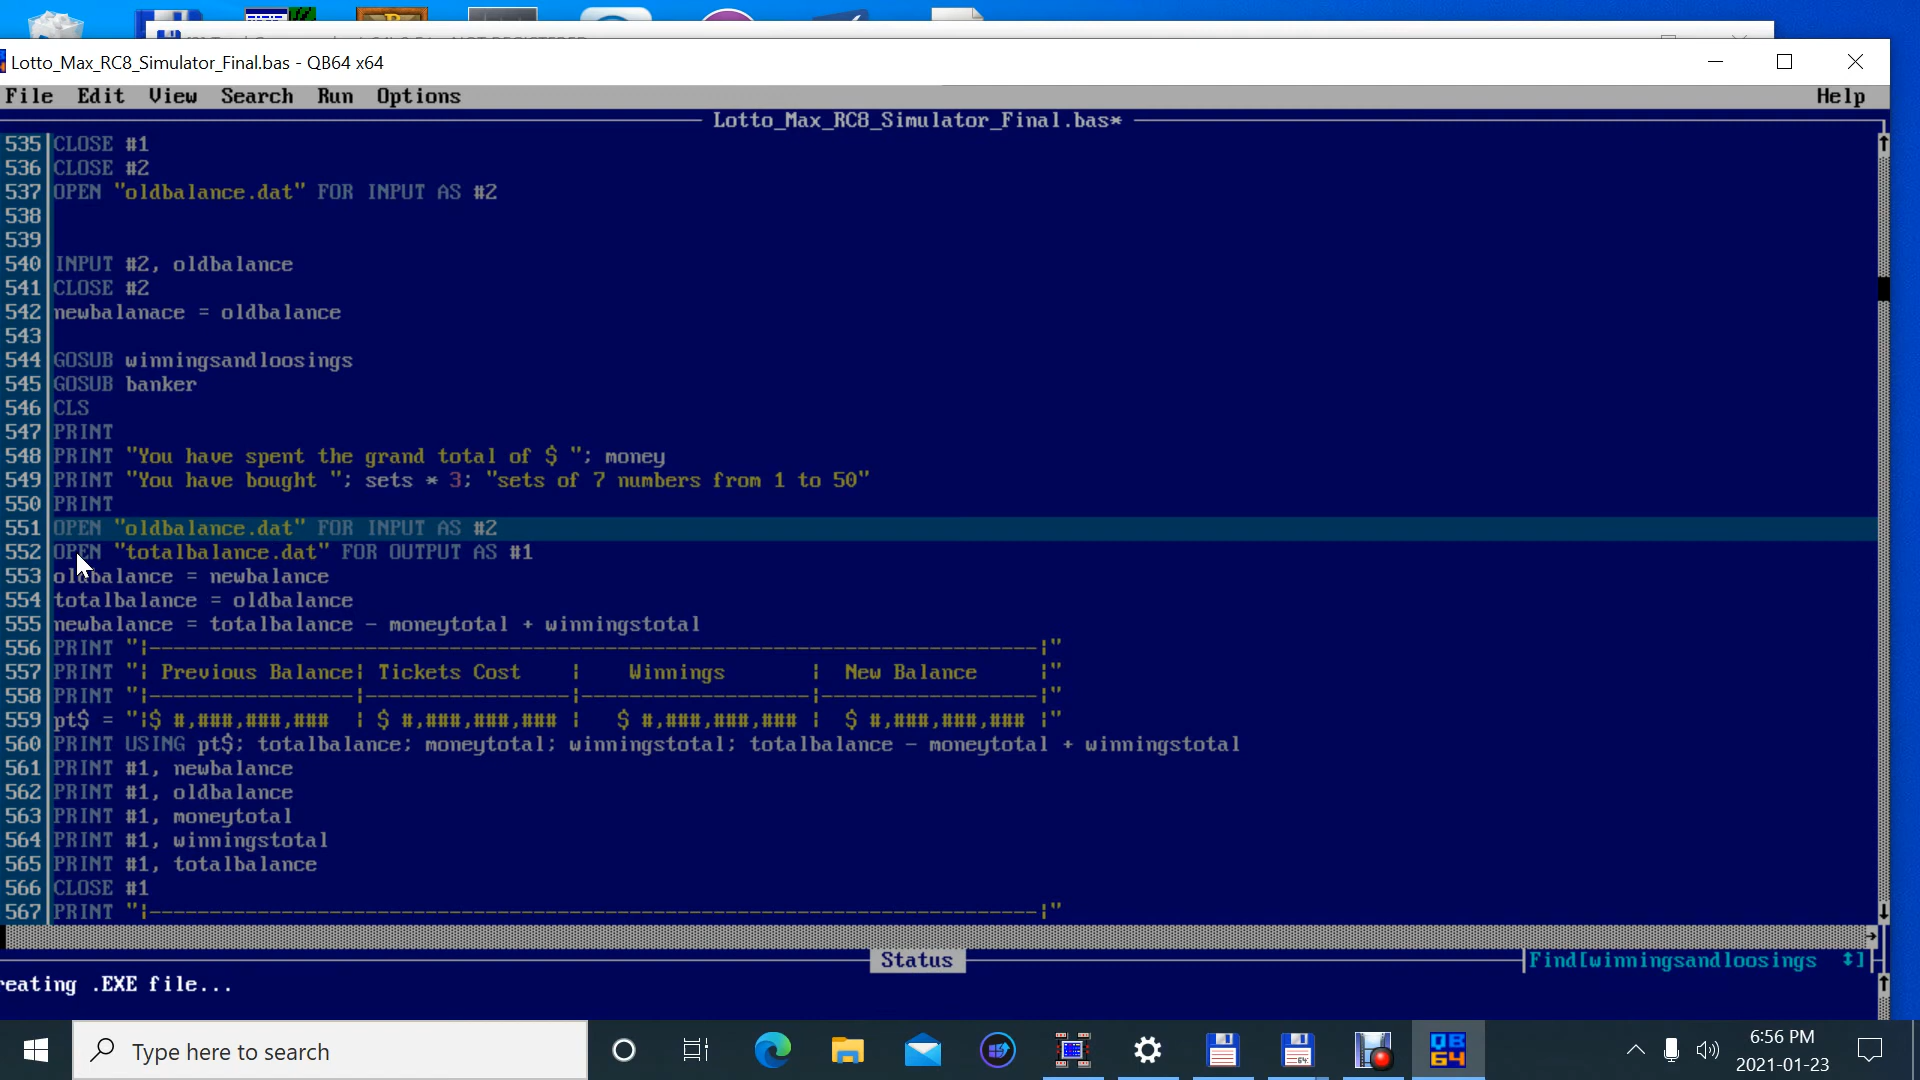 Lotto_Max_RC8_Simulator_Final.bas - QB64 x64
File Edit View Search Run Options Help
Lotto_Max_RC8_Simulator_Final.bas*
535 CLOSE #1
536 CLOSE #2
537 OPEN "oldbalance.dat" FOR INPUT AS #2
538
539
540 INPUT #2, oldbalance
541 CLOSE #2
542 newbalanace = oldbalance
543
544 GOSUB winningsandloosings
545 GOSUB banker
546 CLS
547 PRINT
548 PRINT "You have spent the grand total of $ "; money
549 PRINT "You have bought "; sets * 3; "sets of 7 numbers from 1 to 50"
550 PRINT
551 OPEN "oldbalance.dat" FOR INPUT AS #2
552 OPEN "totalbalance.dat" FOR OUTPUT AS #1
553 oldbalance = newbalance
554 totalbalance = oldbalance
555 newbalance = totalbalance - moneytotal + winningstotal
556 PRINT "|--------------------------------------------------------------------------|"
557 PRINT "| Previous Balance| Tickets Cost    |    Winnings       |  New Balance     |"
558 PRINT "|-----------------|-----------------|-------------------|------------------|"
559 pt$ = "|$ #,###,###,###  | $ #,###,###,### |   $ #,###,###,### |  $ #,###,###,### |"
560 PRINT USING pt$; totalbalance; moneytotal; winningstotal; totalbalance - moneytotal + winningstotal
561 PRINT #1, newbalance
562 PRINT #1, oldbalance
563 PRINT #1, moneytotal
564 PRINT #1, winningstotal
565 PRINT #1, totalbalance
566 CLOSE #1
567 PRINT "|--------------------------------------------------------------------------|"
Status
Find[winningsandloosings ↕]
reating .EXE file...
Type here to search
QB64
64
6:56 PM
2021-01-23